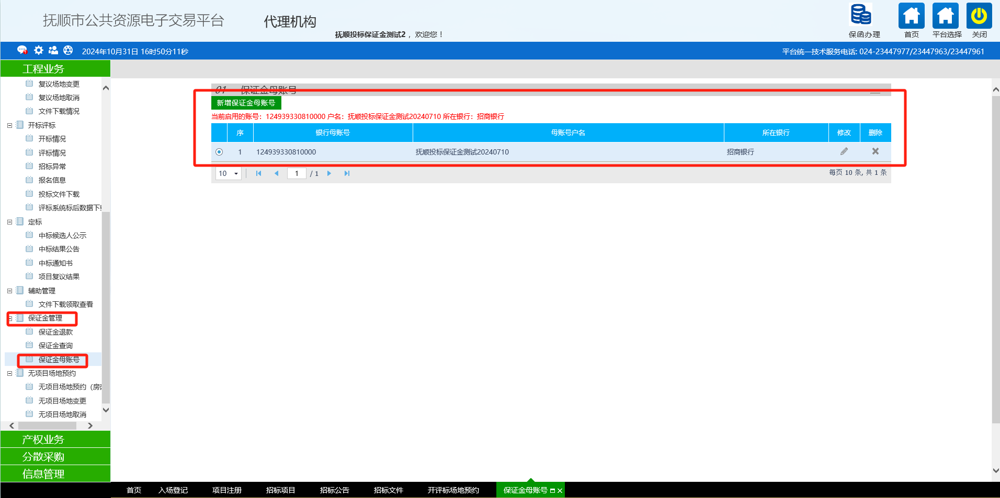 抚顺市公共资源电子交易平台
代理机构
抚顺投标保证金测试2 ，欢迎您！
保函办理
首页
平台选择
关闭
2024年10月31日 16时50分11秒
平台统一技术服务电话: 024-23447977/23447963/23447961
工程业务
复议场地变更
复议场地取消
文件下载情况
开标评标
开标情况
评标情况
招标异常
报名信息
投标文件下载
评标系统标后数据下
定标
中标候选人公示
中标结果公告
中标通知书
项目复议结果
辅助管理
文件下载领取查看
保证金管理
保证金退款
保证金查询
保证金母账号
无项目场地预约
无项目场地预约（房
无项目场地变更
无项目场地取消
产权业务
分散采购
信息管理
01 保证金母账号
新增保证金母账号
当前启用的账号：124939330810000 户名：抚顺投标保证金测试20240710 所在银行：招商银行
序 银行母账号 母账号户名 所在银行 修改 删除
1 124939330810000 抚顺投标保证金测试20240710 招商银行
10 1 / 1 每页 10 条, 共 1 条
首页 入场登记 项目注册 招标项目 招标公告 招标文件 开评标场地预约 保证金母账号